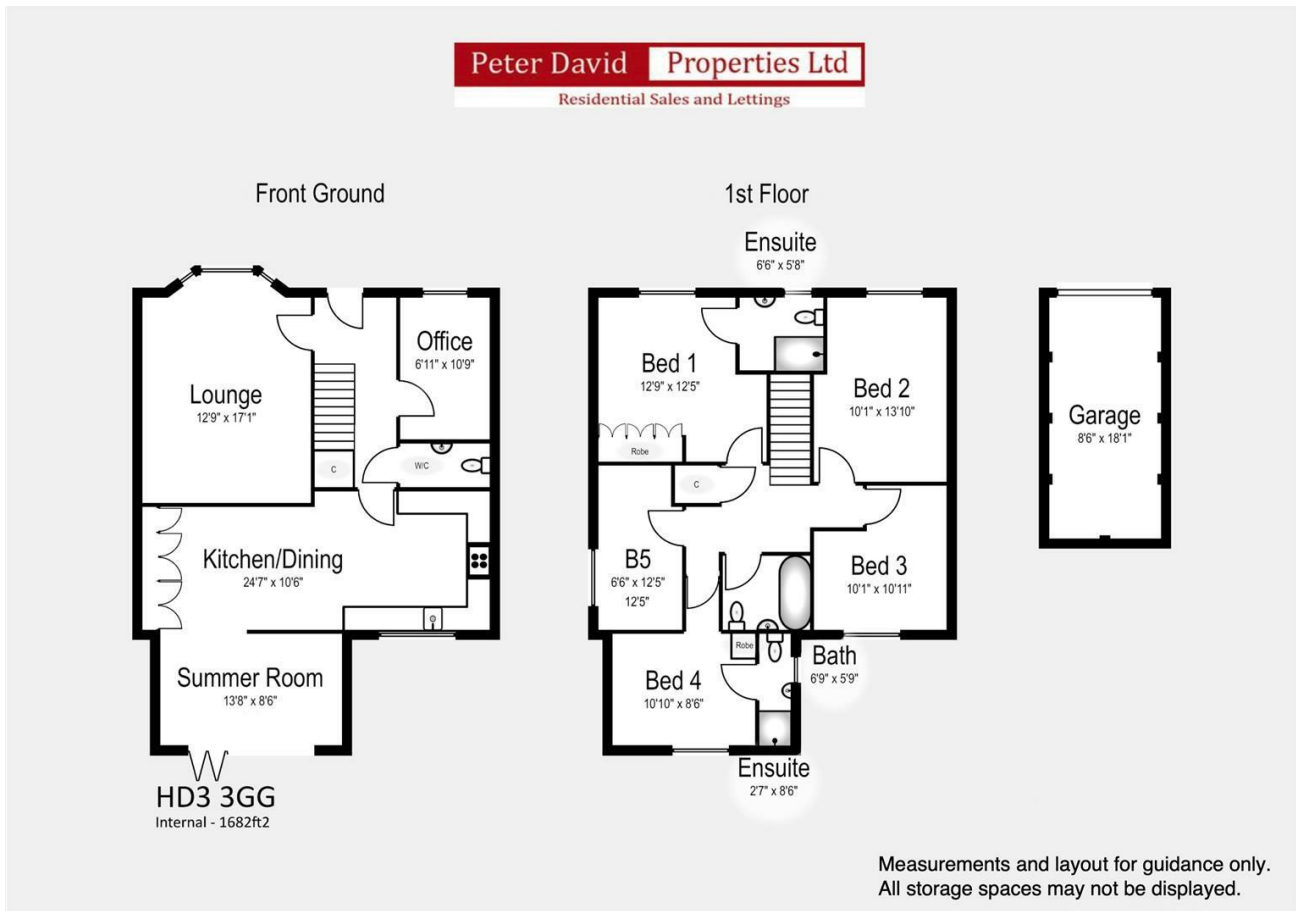 Peter David Properties Ltd
Residential Sales and Lettings
Front Ground
Lounge
12'9" x 17'1"
Office
6'11" x 10'9"
C
W/C
Kitchen/Dining
24'7" x 10'6"
Summer Room
13'8" x 8'6"
HD3 3GG
Internal - 1682ft2
1st Floor
Ensuite
6'6" x 5'8"
Bed 1
12'9" x 12'5"
Robe
Bed 2
10'1" x 13'10"
C
B5
6'6" x 12'5"
12'5"
Bed 3
10'1" x 10'11"
Robe
Bath
6'9" x 5'9"
Bed 4
10'10" x 8'6"
Ensuite
2'7" x 8'6"
Garage
8'6" x 18'1"
Measurements and layout for guidance only.
All storage spaces may not be displayed.